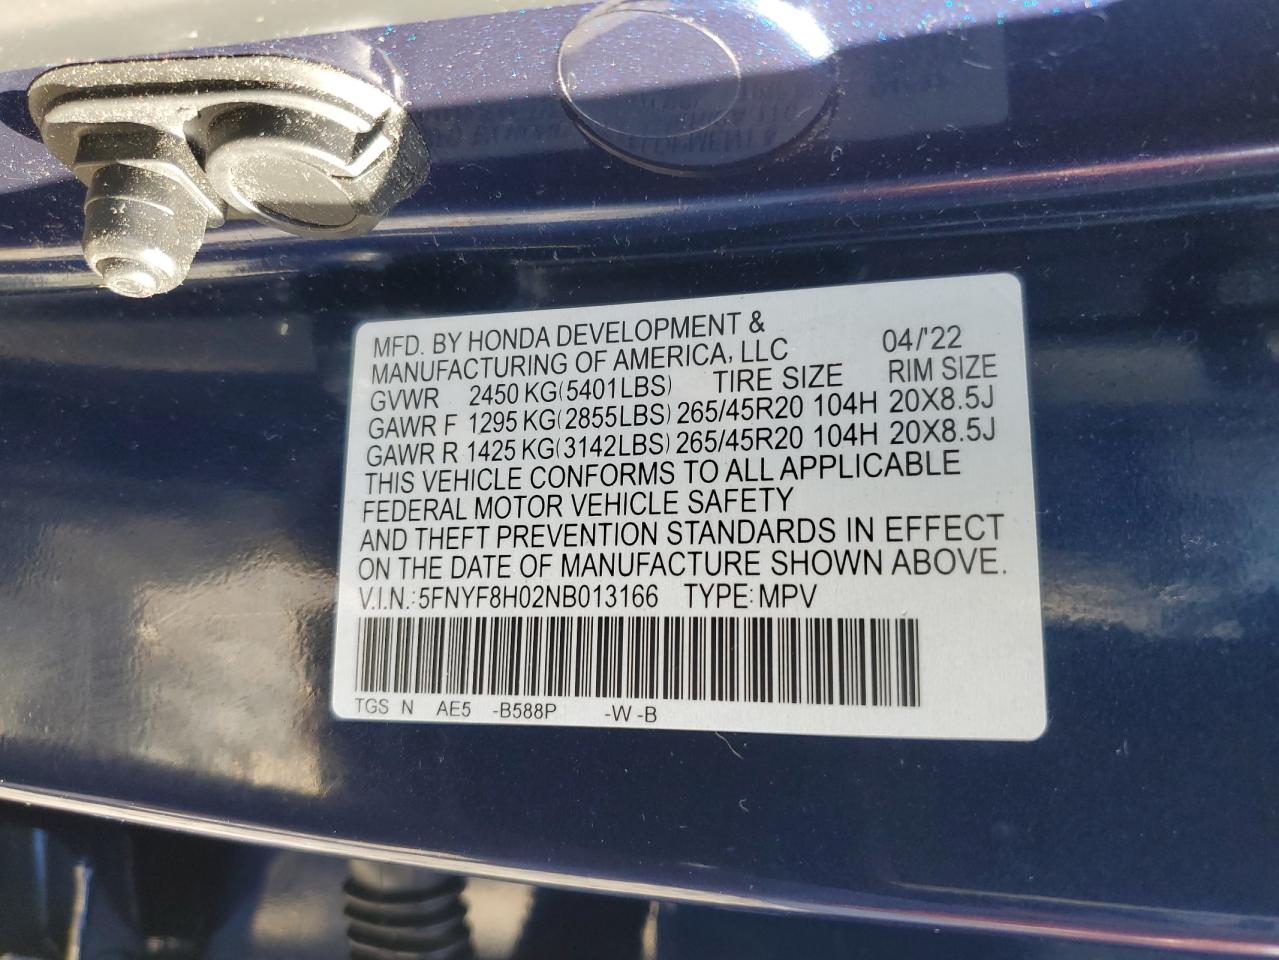 MFD. BY HONDA DEVELOPMENT &
MANUFACTURING OF AMERICA, LLC 04/'22
GVWR 2450 KG(5401LBS) TIRE SIZE RIM SIZE
GAWR F 1295 KG(2855LBS) 265/45R20 104H 20X8.5J
GAWR R 1425 KG(3142LBS) 265/45R20 104H 20X8.5J
THIS VEHICLE CONFORMS TO ALL APPLICABLE
FEDERAL MOTOR VEHICLE SAFETY
AND THEFT PREVENTION STANDARDS IN EFFECT
ON THE DATE OF MANUFACTURE SHOWN ABOVE.
V.I.N.: 5FNYF8H02NB013166 TYPE: MPV
TGS N AE5 -B588P -W -B